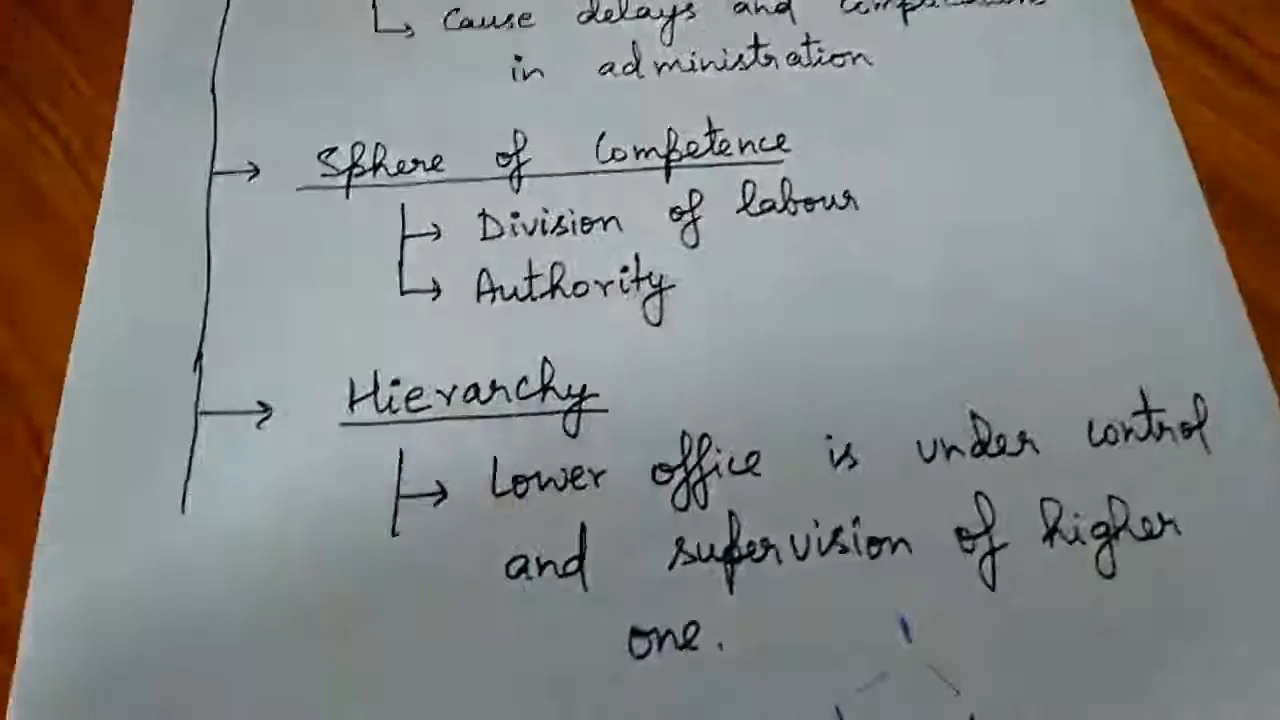 Cause delays and
in administration
Sphere of Competence
Division of labour
Authority
Hierarchy
Lower office is under control
and supervision of higher
one.